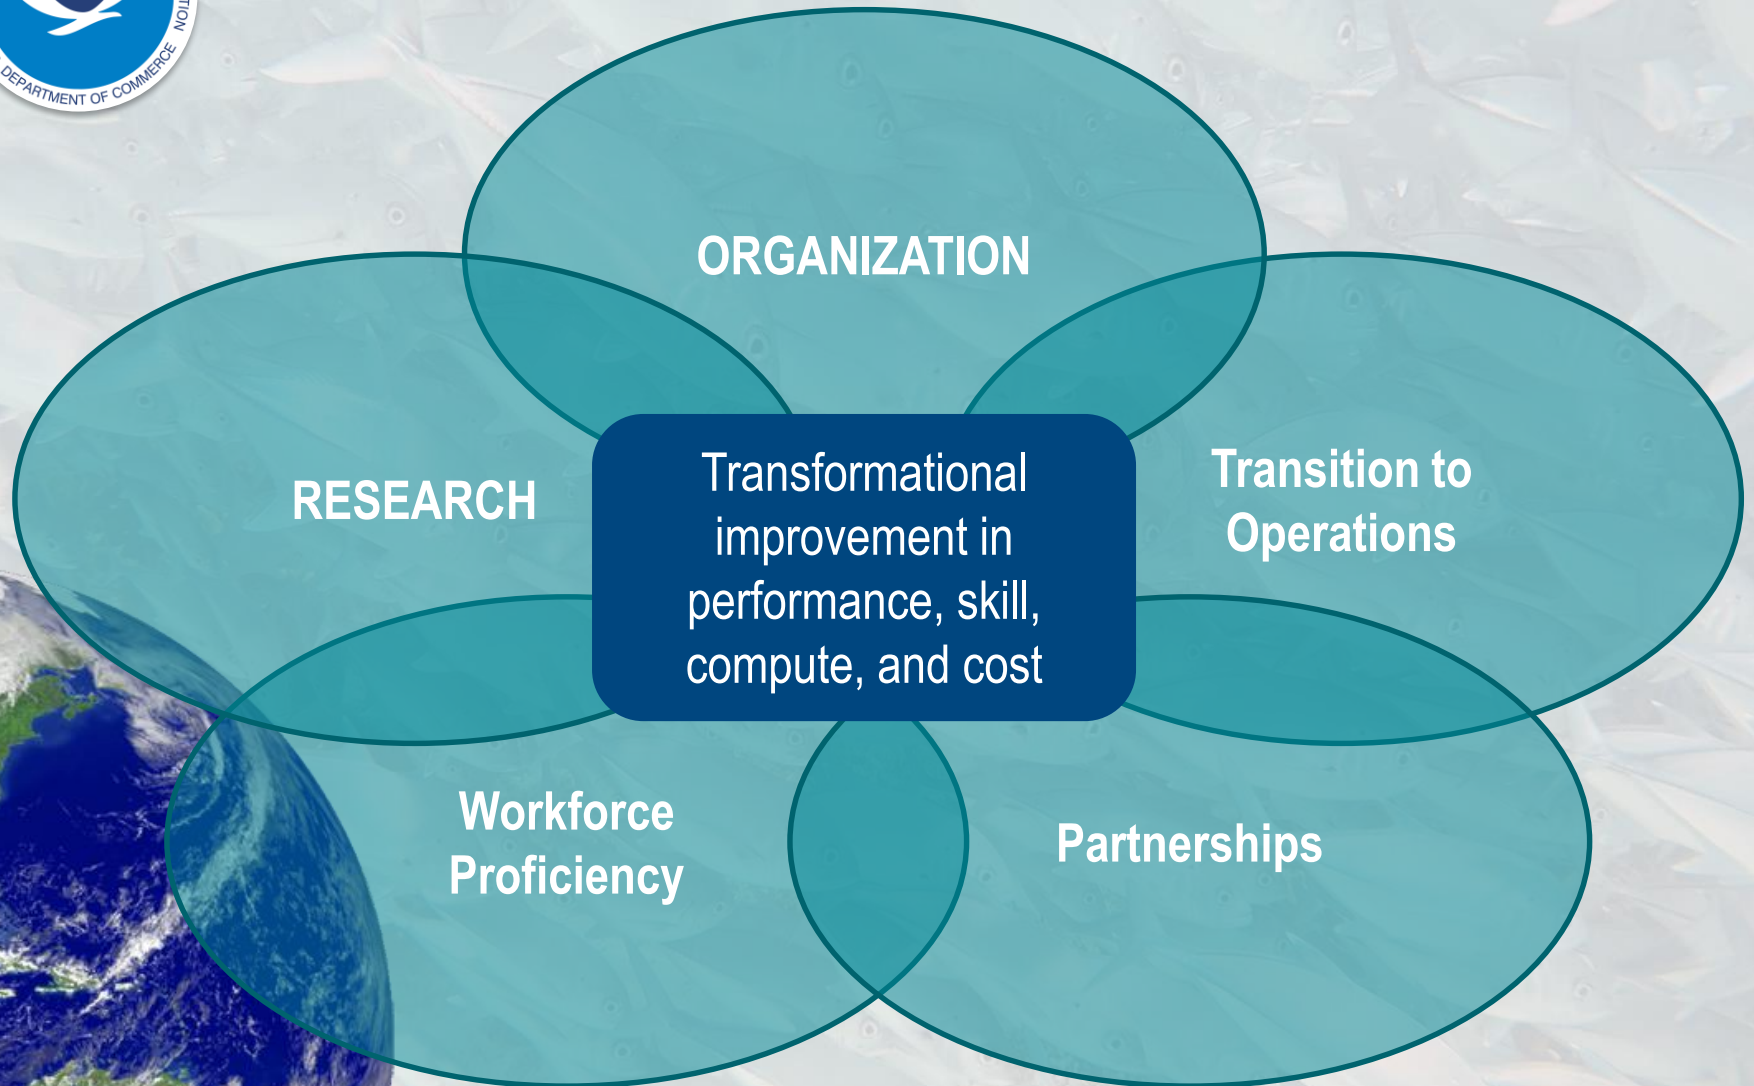 DEPARTMENT OF COMMERCE
ORGANIZATION
RESEARCH
Transformational
improvement in
performance, skill,
compute, and cost
Transition to
Operations
Workforce
Proficiency
Partnerships